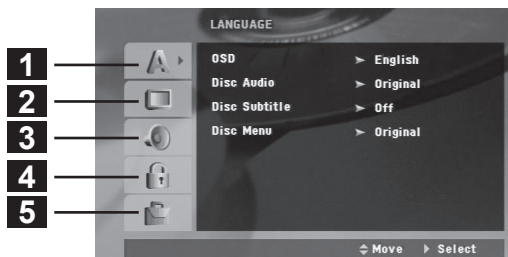 LANGUAGE
1 A
OSD English
Disc Audio Original
2
Disc Subtitle Off
3
Disc Menu Original
4
5
Move Select